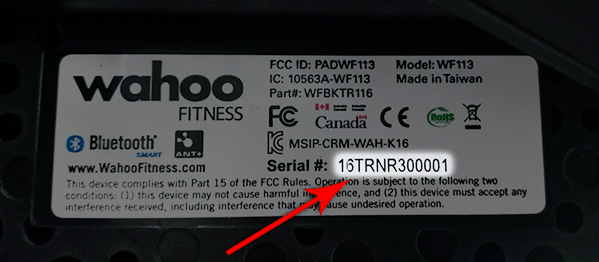 wahoo
FITNESS
FCC ID: PADWF113 Model: WF113
IC: 10563A-WF113 Made in Taiwan
Part#: WFBKTR116
FC Canada CE RoHS
MSIP-CRM-WAH-K16
Bluetooth®
SMART
ANT+
www.WahooFitness.com
Serial #: 16TRNR300001
This device complies with Part 15 of the FCC Rules. Operation is subject to the following two
conditions: (1) this device may not cause harmful interference, and (2) this device must accept any
interference received, including interference that may cause undesired operation.